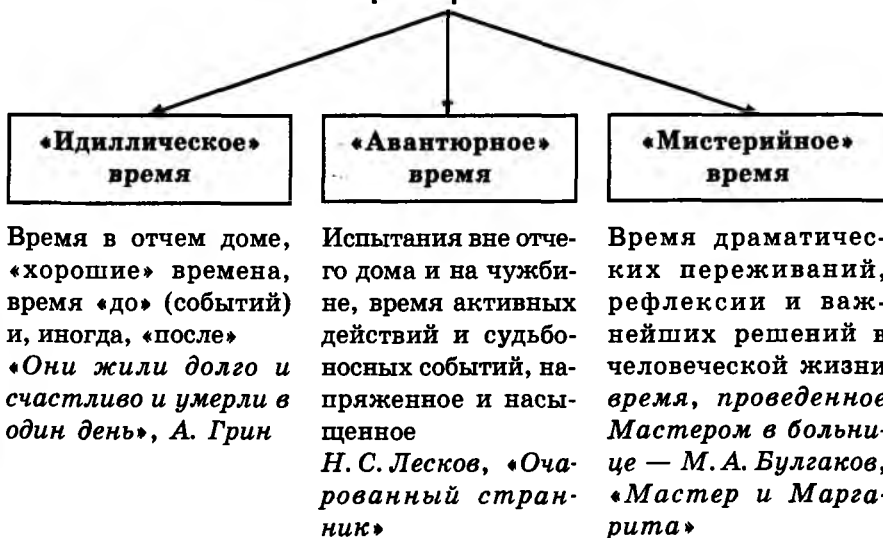 «Идиллическое»
время
«Авантюрное»
время
«Мистерийное»
время
Время в отчем доме,
«хорошие» времена,
время «до» (событий)
и, иногда, «после»
«Они жили долго и
счастливо и умерли в
один день», А. Грин
Испытания вне отче-
го дома и на чужби-
не, время активных
действий и судьбо-
носных событий, на-
пряженное и насы-
щенное
Н. С. Лесков, «Оча-
рованный стран-
ник»
Время драматичес-
ких переживаний,
рефлексии и важ-
нейших решений в
человеческой жизни
время, проведенное
Мастером в больни-
це — М. А. Булгаков,
«Мастер и Марга-
рита»